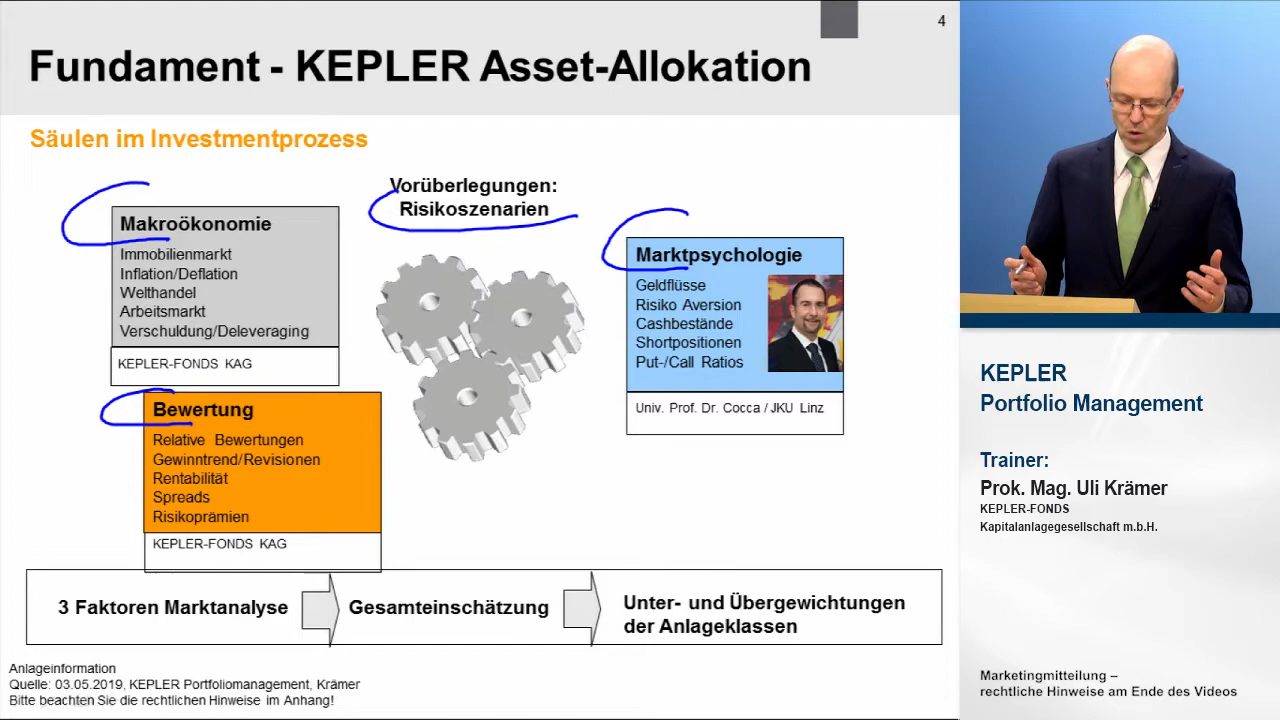 4
Fundament - KEPLER Asset-Allokation
Säulen im Investmentprozess
Vorüberlegungen:
Risikoszenarien
Makroökonomie
Immobilienmarkt
Inflation/Deflation
Welthandel
Arbeitsmarkt
Verschuldung/Deleveraging
KEPLER-FONDS KAG
Bewertung
Relative Bewertungen
Gewinntrend/Revisionen
Rentabilität
Spreads
Risikoprämien
KEPLER-FONDS KAG
Marktpsychologie
Geldflüsse
Risiko Aversion
Cashbestände
Shortpositionen
Put-/Call Ratios
Univ. Prof. Dr. Cocca / JKU Linz
3 Faktoren Marktanalyse
Gesamteinschätzung
Unter- und Übergewichtungen
der Anlageklassen
Anlageinformation
Quelle: 03.05.2019, KEPLER Portfoliomanagement, Krämer
Bitte beachten Sie die rechtlichen Hinweise im Anhang!
KEPLER
Portfolio Management
Trainer:
Prok. Mag. Uli Krämer
KEPLER-FONDS
Kapitalanlagegesellschaft m.b.H.
Marketingmitteilung –
rechtliche Hinweise am Ende des Videos